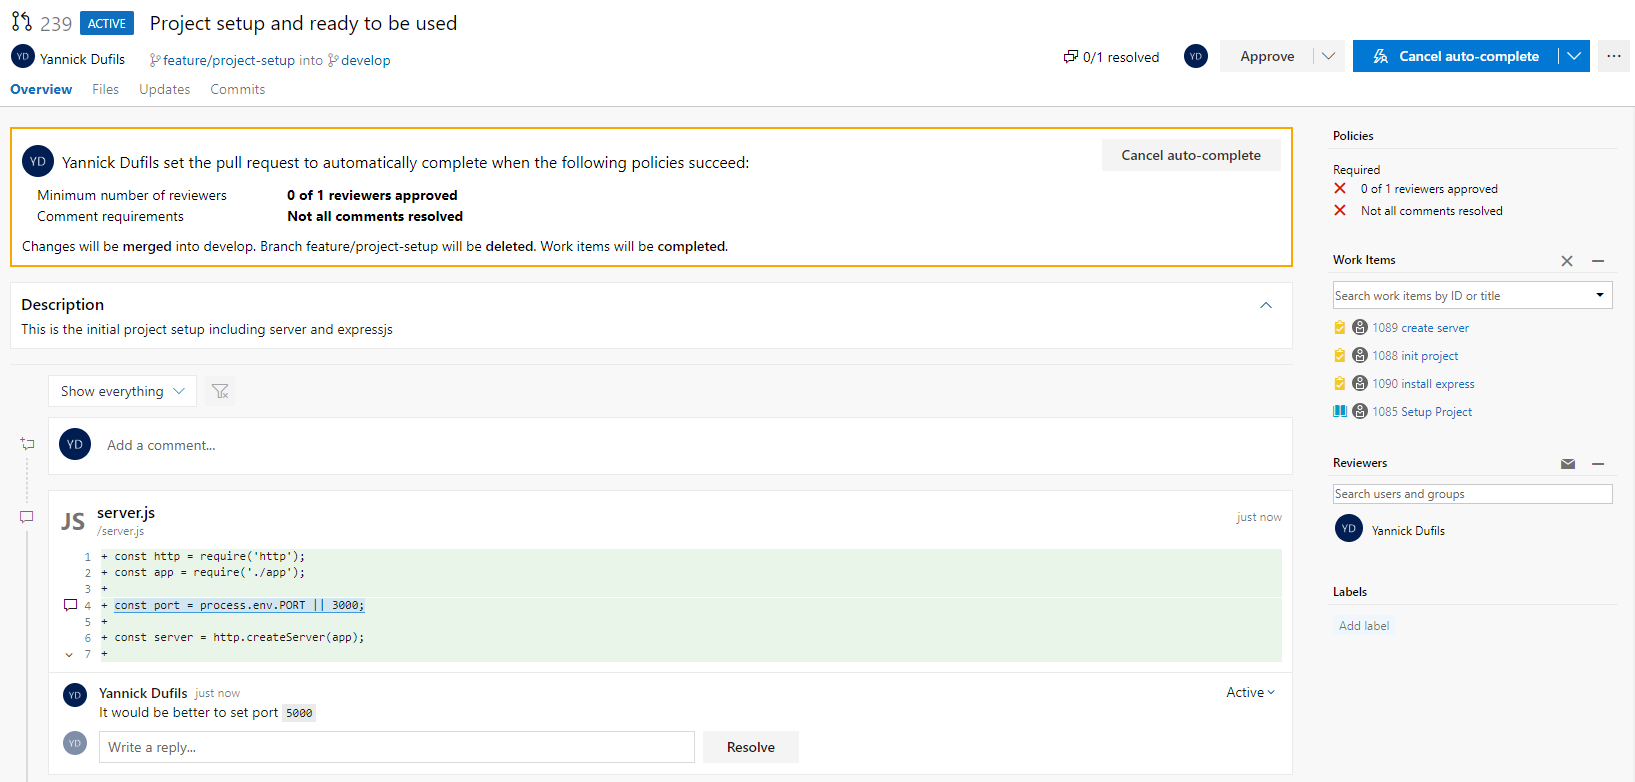 239 ACTIVE Project setup and ready to be used
YD Yannick Dufils feature/project-setup into develop
0/1 resolved YD Approve Cancel auto-complete ...
Overview Files Updates Commits
YD Yannick Dufils set the pull request to automatically complete when the following policies succeed:
Cancel auto-complete
Minimum number of reviewers 0 of 1 reviewers approved
Comment requirements Not all comments resolved
Changes will be merged into develop. Branch feature/project-setup will be deleted. Work items will be completed.
Description
This is the initial project setup including server and expressjs
Show everything
YD Add a comment...
JS server.js
/server.js
just now
1 + const http = require('http');
2 + const app = require('./app');
3 +
4 + const port = process.env.PORT || 3000;
5 +
6 + const server = http.createServer(app);
7 +
YD Yannick Dufils just now
Active
It would be better to set port 5000
YD Write a reply...
Resolve
Policies
Required
0 of 1 reviewers approved
Not all comments resolved
Work Items
Search work items by ID or title
1089 create server
1088 init project
1090 install express
1085 Setup Project
Reviewers
Search users and groups
YD Yannick Dufils
Labels
Add label